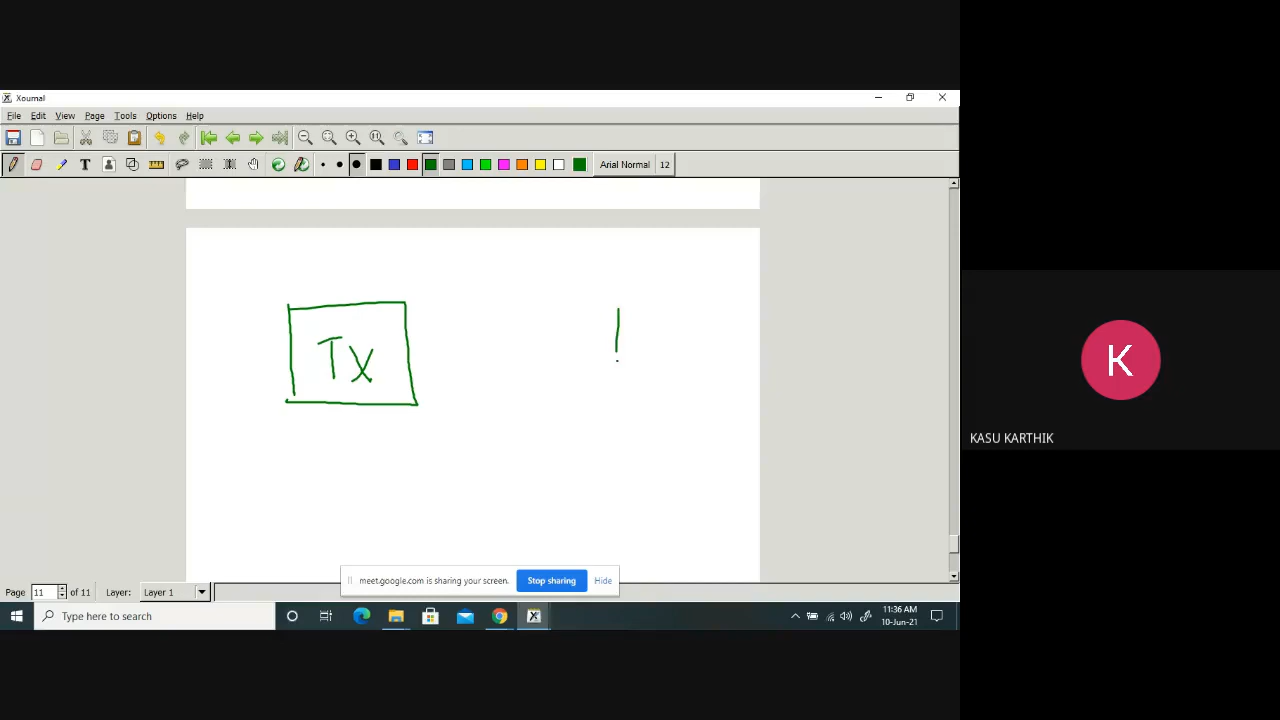 Xournal
File Edit View Page Tools Options Help
T Arial Normal 12
Tx
K
KASU KARTHIK
meet.google.com is sharing your screen. Stop sharing Hide
Page 11 of 11 Layer: Layer 1
Type here to search
11:36 AM
10-Jun-21